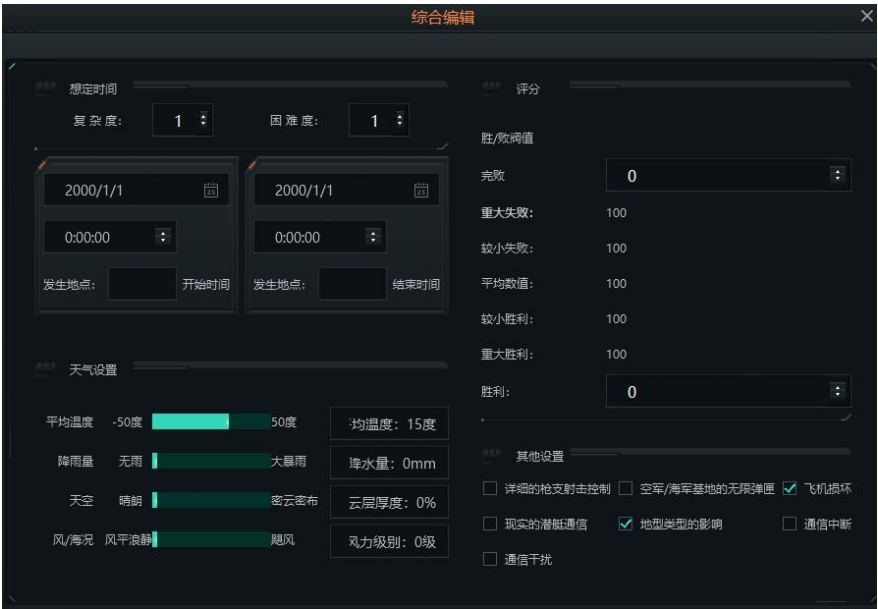 综合编辑
想定时间
复杂度: 1 困难度: 1
2000/1/1 2000/1/1
0:00:00 0:00:00
发生地点: 开始时间 发生地点: 结束时间
天气设置
平均温度 -50度 50度 均温度: 15度
降雨量 无雨 大暴雨 降水量: 0mm
天空 晴朗 密云密布 云层厚度: 0%
风/海况 风平浪静 飓风 风力级别: 0级
评分
胜/败阀值
完败 0
重大失败: 100
较小失败: 100
平均数值: 100
较小胜利: 100
重大胜利: 100
胜利: 0
其他设置
详细的枪支射击控制 空军/海军基地的无限弹匣 飞机损坏
现实的潜艇通信 地型类型的影响 通信中断
通信干扰